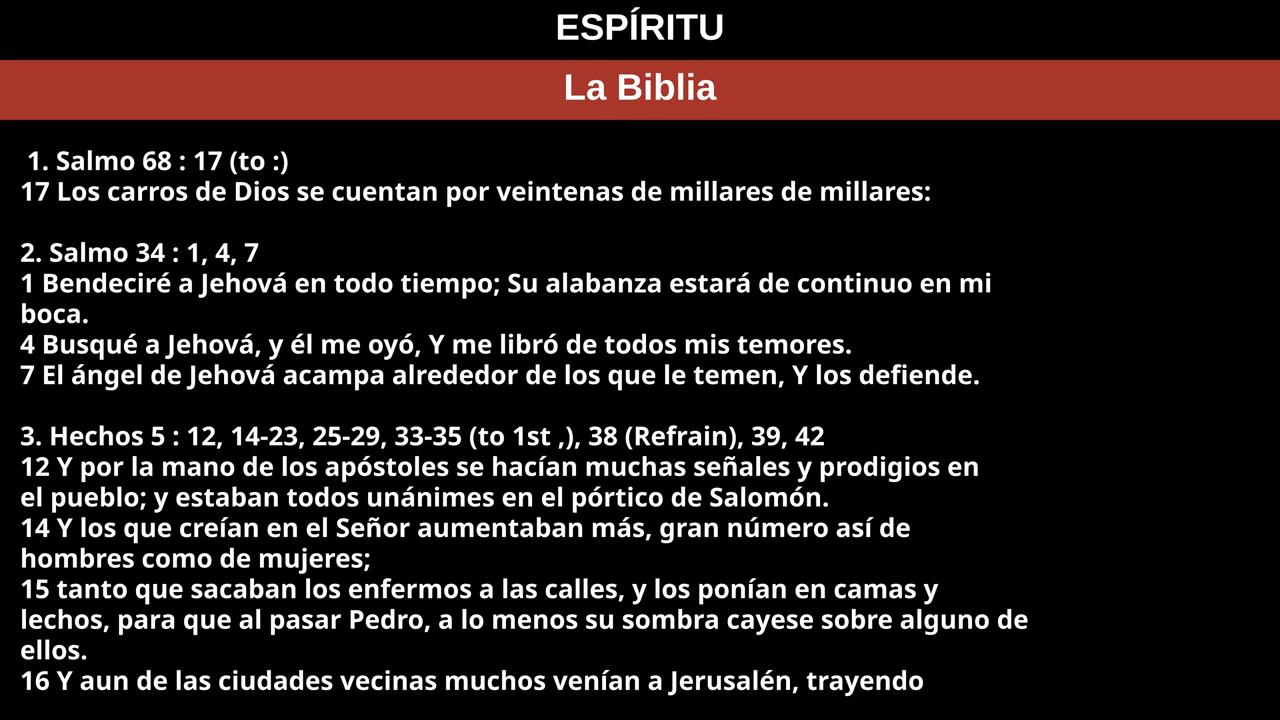 ESPÍRITU
La Biblia
1. Salmo 68 : 17 (to :)
17 Los carros de Dios se cuentan por veintenas de millares de millares:
2. Salmo 34 : 1, 4, 7
1 Bendeciré a Jehová en todo tiempo; Su alabanza estará de continuo en mi
boca.
4 Busqué a Jehová, y él me oyó, Y me libró de todos mis temores.
7 El ángel de Jehová acampa alrededor de los que le temen, Y los defiende.
3. Hechos 5 : 12, 14-23, 25-29, 33-35 (to 1st ,), 38 (Refrain), 39, 42
12 Y por la mano de los apóstoles se hacían muchas señales y prodigios en
el pueblo; y estaban todos unánimes en el pórtico de Salomón.
14 Y los que creían en el Señor aumentaban más, gran número así de
hombres como de mujeres;
15 tanto que sacaban los enfermos a las calles, y los ponían en camas y
lechos, para que al pasar Pedro, a lo menos su sombra cayese sobre alguno de
ellos.
16 Y aun de las ciudades vecinas muchos venían a Jerusalén, trayendo